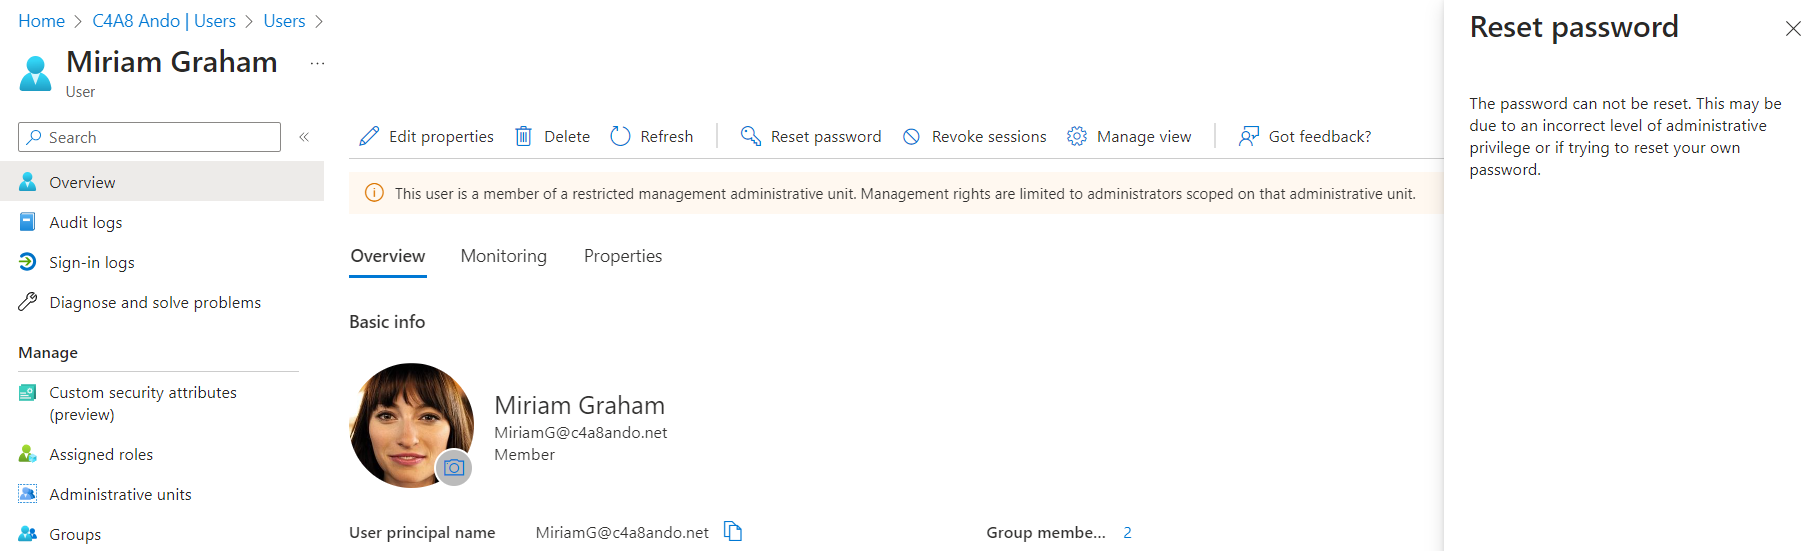 Home > C4A8 Ando | Users > Users >
Miriam Graham ...
User
Search «
Overview
Audit logs
Sign-in logs
Diagnose and solve problems
Manage
Custom security attributes
(preview)
Assigned roles
Administrative units
Groups
Edit properties Delete Refresh Reset password Revoke sessions Manage view Got feedback?
This user is a member of a restricted management administrative unit. Management rights are limited to administrators scoped on that administrative unit.
Overview Monitoring Properties
Basic info
Miriam Graham
MiriamG@c4a8ando.net
Member
User principal name MiriamG@c4a8ando.net Group membe... 2
Reset password
The password can not be reset. This may be
due to an incorrect level of administrative
privilege or if trying to reset your own
password.